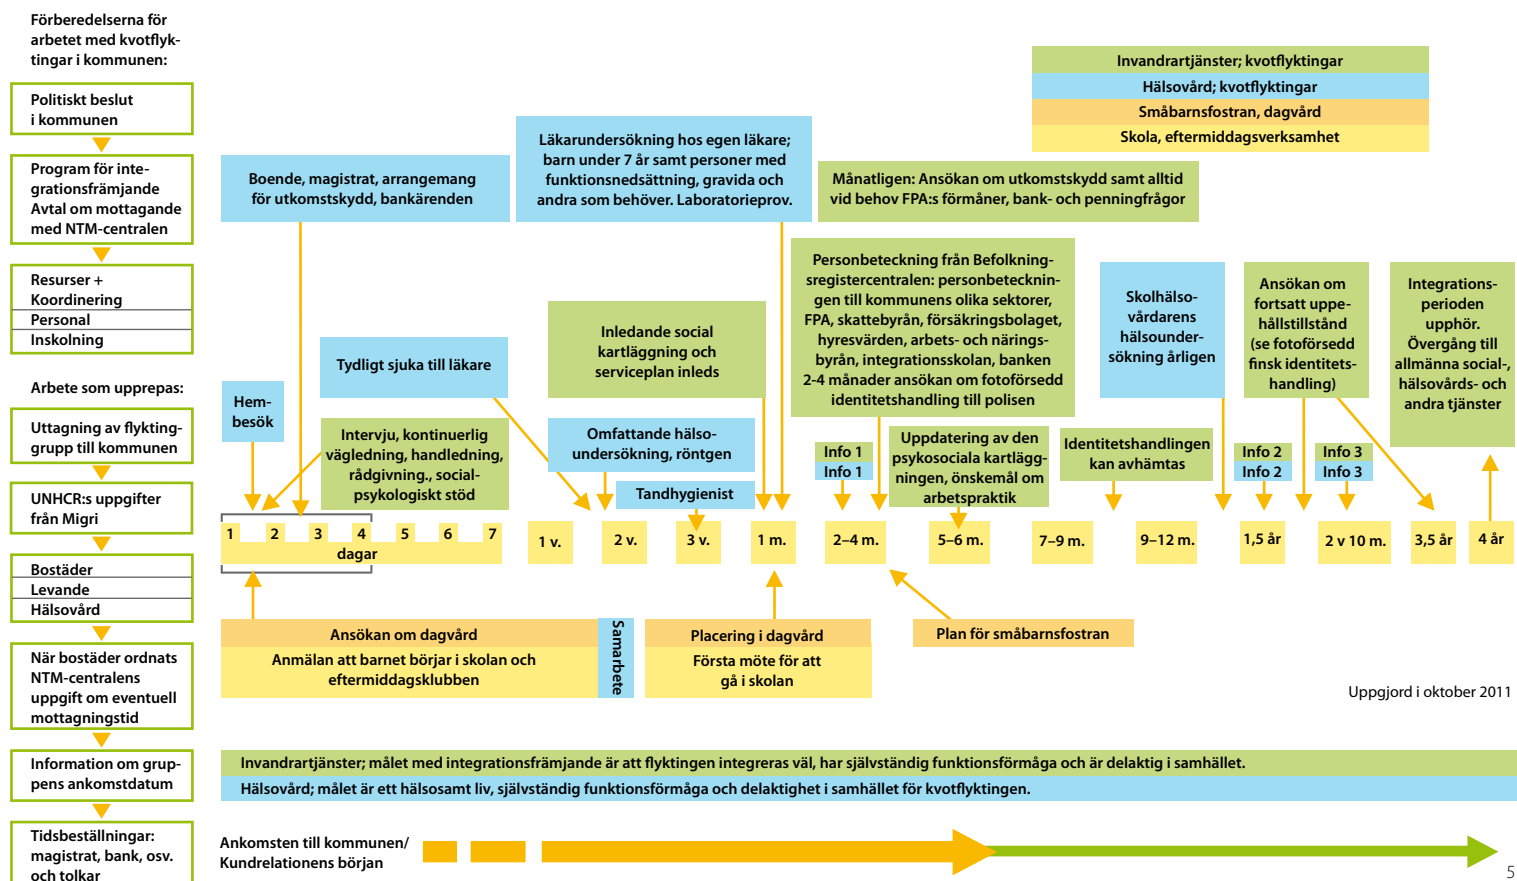 Förberedelserna för
arbetet med kvotflyk-
tingar i kommunen:
Politiskt beslut
i kommunen
Program för inte-
grationsfrämjande
Avtal om mottagande
med NTM-centralen
Resurser +
Koordinering
Personal
Inskolning
Arbete som upprepas:
Uttagning av flykting-
grupp till kommunen
UNHCR:s uppgifter
från Migri
Bostäder
Levande
Hälsovård
När bostäder ordnats
NTM-centralens
uppgift om eventuell
mottagningstid
Information om grup-
pens ankomstdatum
Tidsbeställningar:
magistrat, bank, osv.
och tolkar
Invandrartjänster; kvotflyktingar
Hälsovård; kvotflyktingar
Småbarnsfostran, dagvård
Skola, eftermiddagsverksamhet
Boende, magistrat, arrangemang
för utkomstskydd, bankärenden
Läkarundersökning hos egen läkare;
barn under 7 år samt personer med
funktionsnedsättning, gravida och
andra som behöver. Laboratorieprov.
Månatligen: Ansökan om utkomstskydd samt alltid
vid behov FPA:s förmåner, bank- och penningfrågor
Hem-
besök
Tydligt sjuka till läkare
Intervju, kontinuerlig
vägledning, handledning,
rådgivning., social-
psykologiskt stöd
Inledande social
kartläggning och
serviceplan inleds
Omfattande hälso-
undersökning, röntgen
Tandhygienist
Personbeteckning från Befolkning-
sregistercentralen: personbeteckni-
ngen till kommunens olika sektorer,
FPA, skattebyrån, försäkringsbolaget,
hyresvärden, arbets- och närings-
byrån, integrationsskolan, banken
2-4 månader ansökan om fotoförsedd
identitetshandling till polisen
Info 1
Info 1
Uppdatering av den
psykosociala kartlägg-
ningen, önskemål om
arbetspraktik
Identitetshandlingen
kan avhämtas
Skolhälso-
vårdarens
hälsounder-
sökning årligen
Info 2
Info 2
Ansökan om
fortsatt uppe-
hållstillstånd
(se fotoförsedd
finsk identitets-
handling)
Info 3
Info 3
Integrations-
perioden
upphör.
Övergång till
allmänna social-,
hälsovårds- och
andra tjänster
1 2 3 4 5 6 7
dagar
1 v. 2 v. 3 v. 1 m. 2–4 m. 5–6 m. 7–9 m. 9–12 m. 1,5 år 2 v 10 m. 3,5 år 4 år
Ansökan om dagvård
Anmälan att barnet börjar i skolan och
eftermiddagsklubben
Samarbete
Placering i dagvård
Första möte för att
gå i skolan
Plan för småbarnsfostran
Uppgjord i oktober 2011
Invandrartjänster; målet med integrationsfrämjande är att flyktingen integreras väl, har självständig funktionsförmåga och är delaktig i samhället.
Hälsovård; målet är ett hälsosamt liv, självständig funktionsförmåga och delaktighet i samhället för kvotflyktingen.
Ankomsten till kommunen/
Kundrelationens början
5